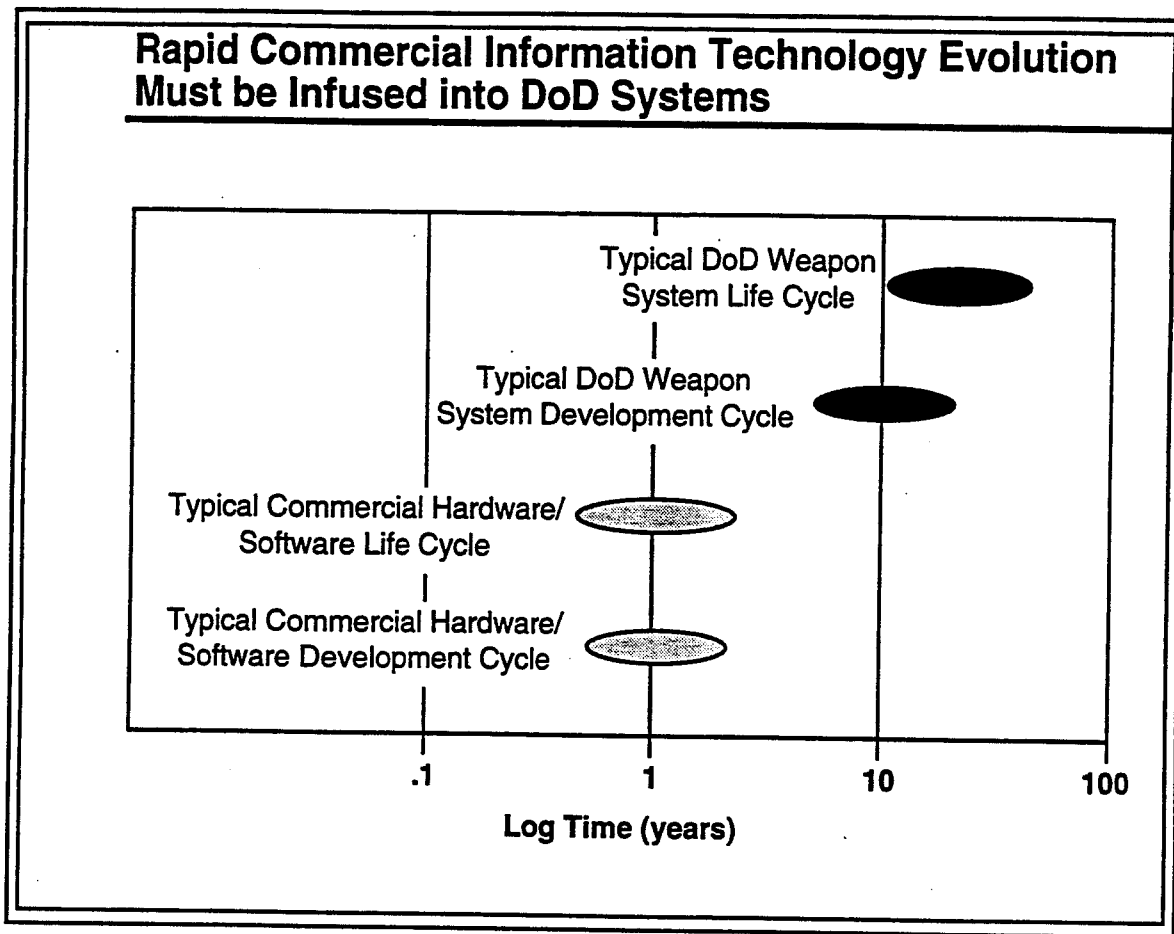 Rapid Commercial Information Technology Evolution
Must be Infused into DoD Systems
Typical DoD Weapon
System Life Cycle
Typical DoD Weapon
System Development Cycle
Typical Commercial Hardware/
Software Life Cycle
Typical Commercial Hardware/
Software Development Cycle
.1 1 10 100
Log Time (years)